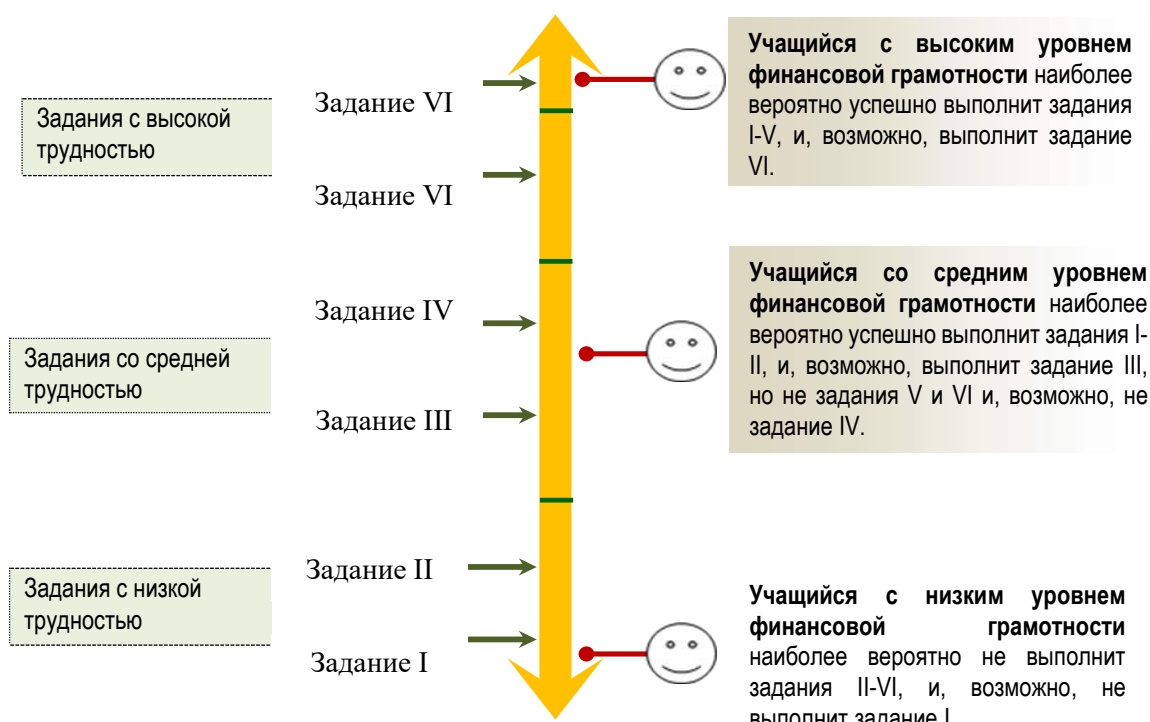 Задания с высокой
трудностью
Задание VI
Задание VI
Учащийся с высоким уровнем
финансовой грамотности наиболее
вероятно успешно выполнит задания
I-V, и, возможно, выполнит задание
VI.
Задания со средней
трудностью
Задание IV
Задание III
Учащийся со средним уровнем
финансовой грамотности наиболее
вероятно успешно выполнит задания I-
II, и, возможно, выполнит задание III,
но не задания V и VI и, возможно, не
задание IV.
Задания с низкой
трудностью
Задание II
Задание I
Учащийся с низким уровнем
финансовой грамотности
наиболее вероятно не выполнит
задания II-VI, и, возможно, не
выполнит задание I